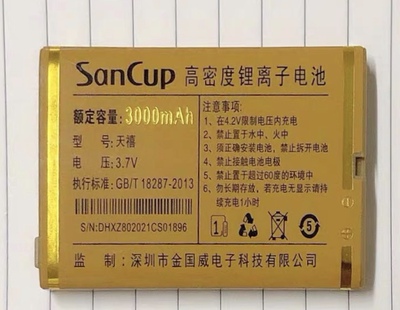 SanCup 高密度锂离子电池
额定容量: 3000mAh
型 号: 天禧
电 压: 3.7V
执行标准: GB/T 18287-2013
S/N:DHXZ802021CS01896
注意事项:
1、在4.2V限制电压内充电
2、禁止置于水中、火中
3、须正确安装电池、禁止拆开电池
4、禁止接触电池电极
5、禁止置于超过60度的环境中
6、勿长期存放、若充电无显示请持
续充电1小时
1
5
监 制: 深圳市金国威电子科技有限公司